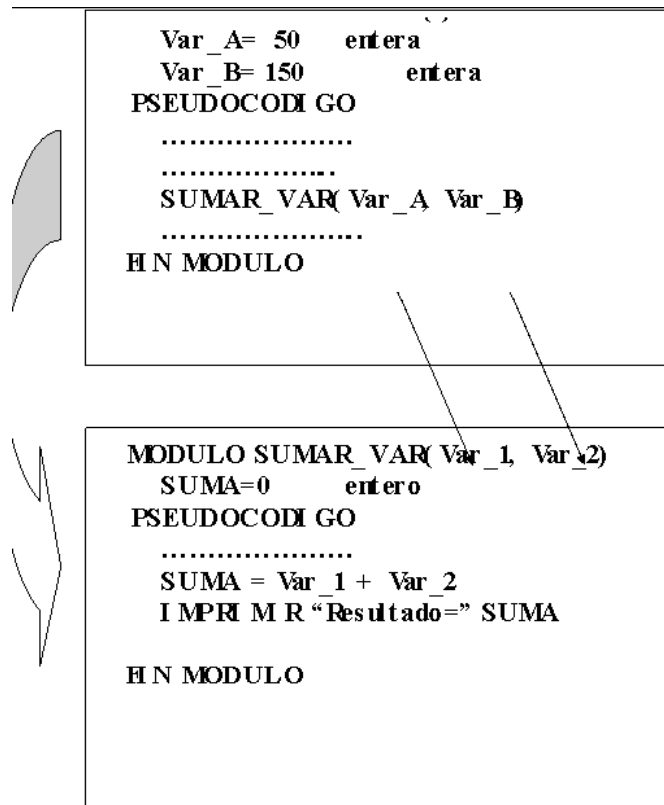 Var_A= 50 entera
Var_B= 150 entera
PSEUDOCODIGO
.....................
...................
SUMAR_VAR( Var_A, Var_B)
......................
FIN MODULO
MODULO SUMAR_VAR( Var_1, Var_2)
SUMA=0 entero
PSEUDOCODIGO
.....................
SUMA = Var_1 + Var_2
IMPRIMIR “Resultado=” SUMA
FIN MODULO